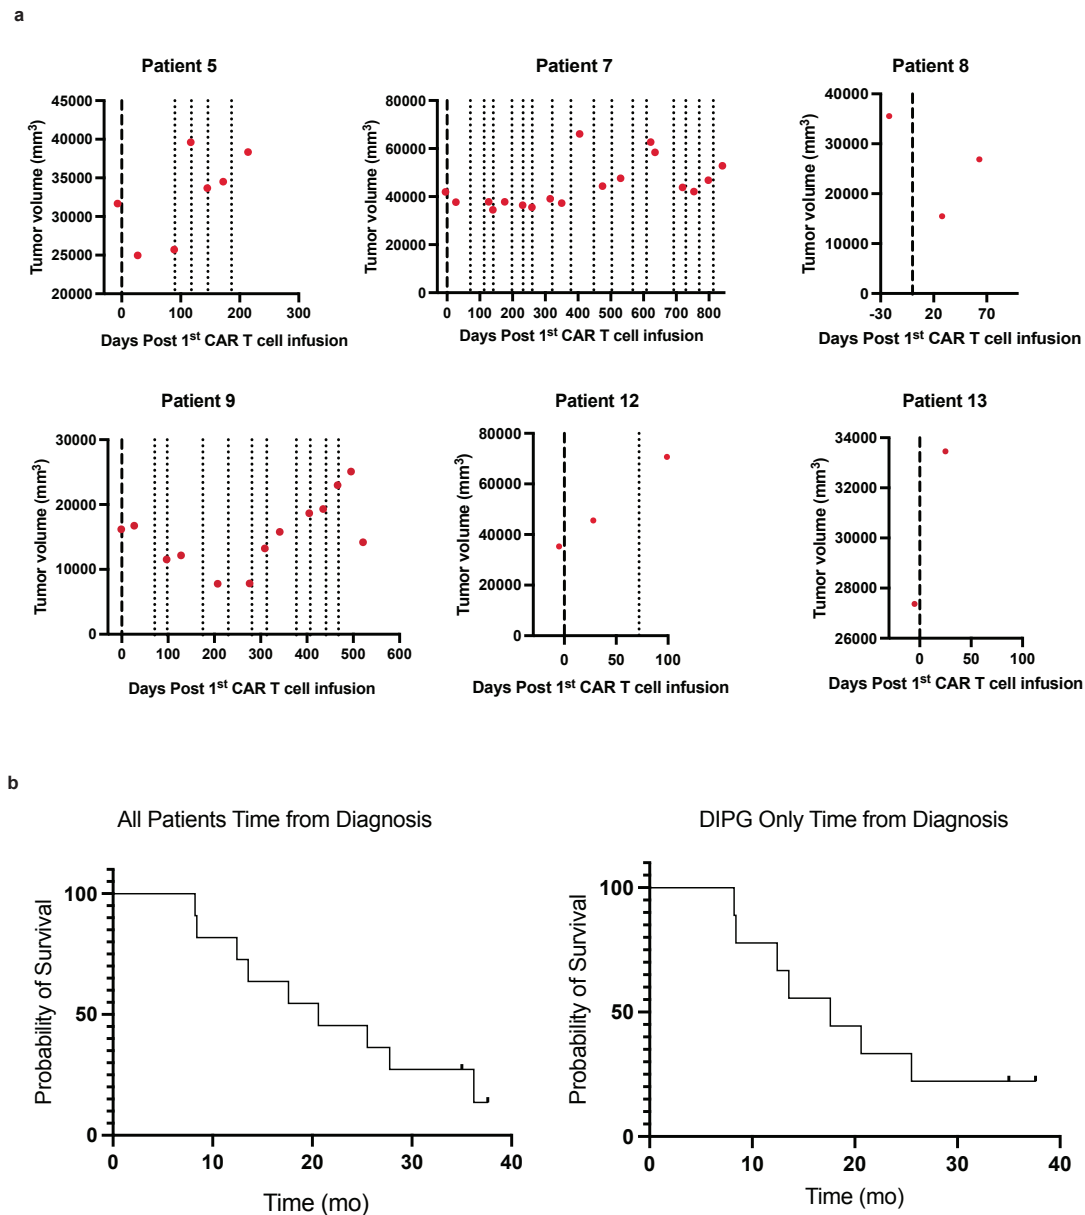 a
Patient 5
Tumor volume (mm³)
45000
40000
35000
30000
25000
20000
0 100 200 300
Days Post 1ˢᵗ CAR T cell infusion
Patient 7
Tumor volume (mm³)
80000
60000
40000
20000
0
0 100 200 300 400 500 600 700 800
Days Post 1ˢᵗ CAR T cell infusion
Patient 8
Tumor volume (mm³)
40000
30000
20000
10000
0
-30 20 70
Days Post 1ˢᵗ CAR T cell infusion
Patient 9
Tumor volume (mm³)
30000
20000
10000
0
0 100 200 300 400 500 600
Days Post 1ˢᵗ CAR T cell infusion
Patient 12
Tumor volume (mm³)
80000
60000
40000
20000
0
0 50 100
Days Post 1ˢᵗ CAR T cell infusion
Patient 13
Tumor volume (mm³)
34000
32000
30000
28000
26000
0 50 100
Days Post 1ˢᵗ CAR T cell infusion
b
All Patients Time from Diagnosis
Probability of Survival
100
50
0
0 10 20 30 40
Time (mo)
DIPG Only Time from Diagnosis
Probability of Survival
100
50
0
0 10 20 30 40
Time (mo)